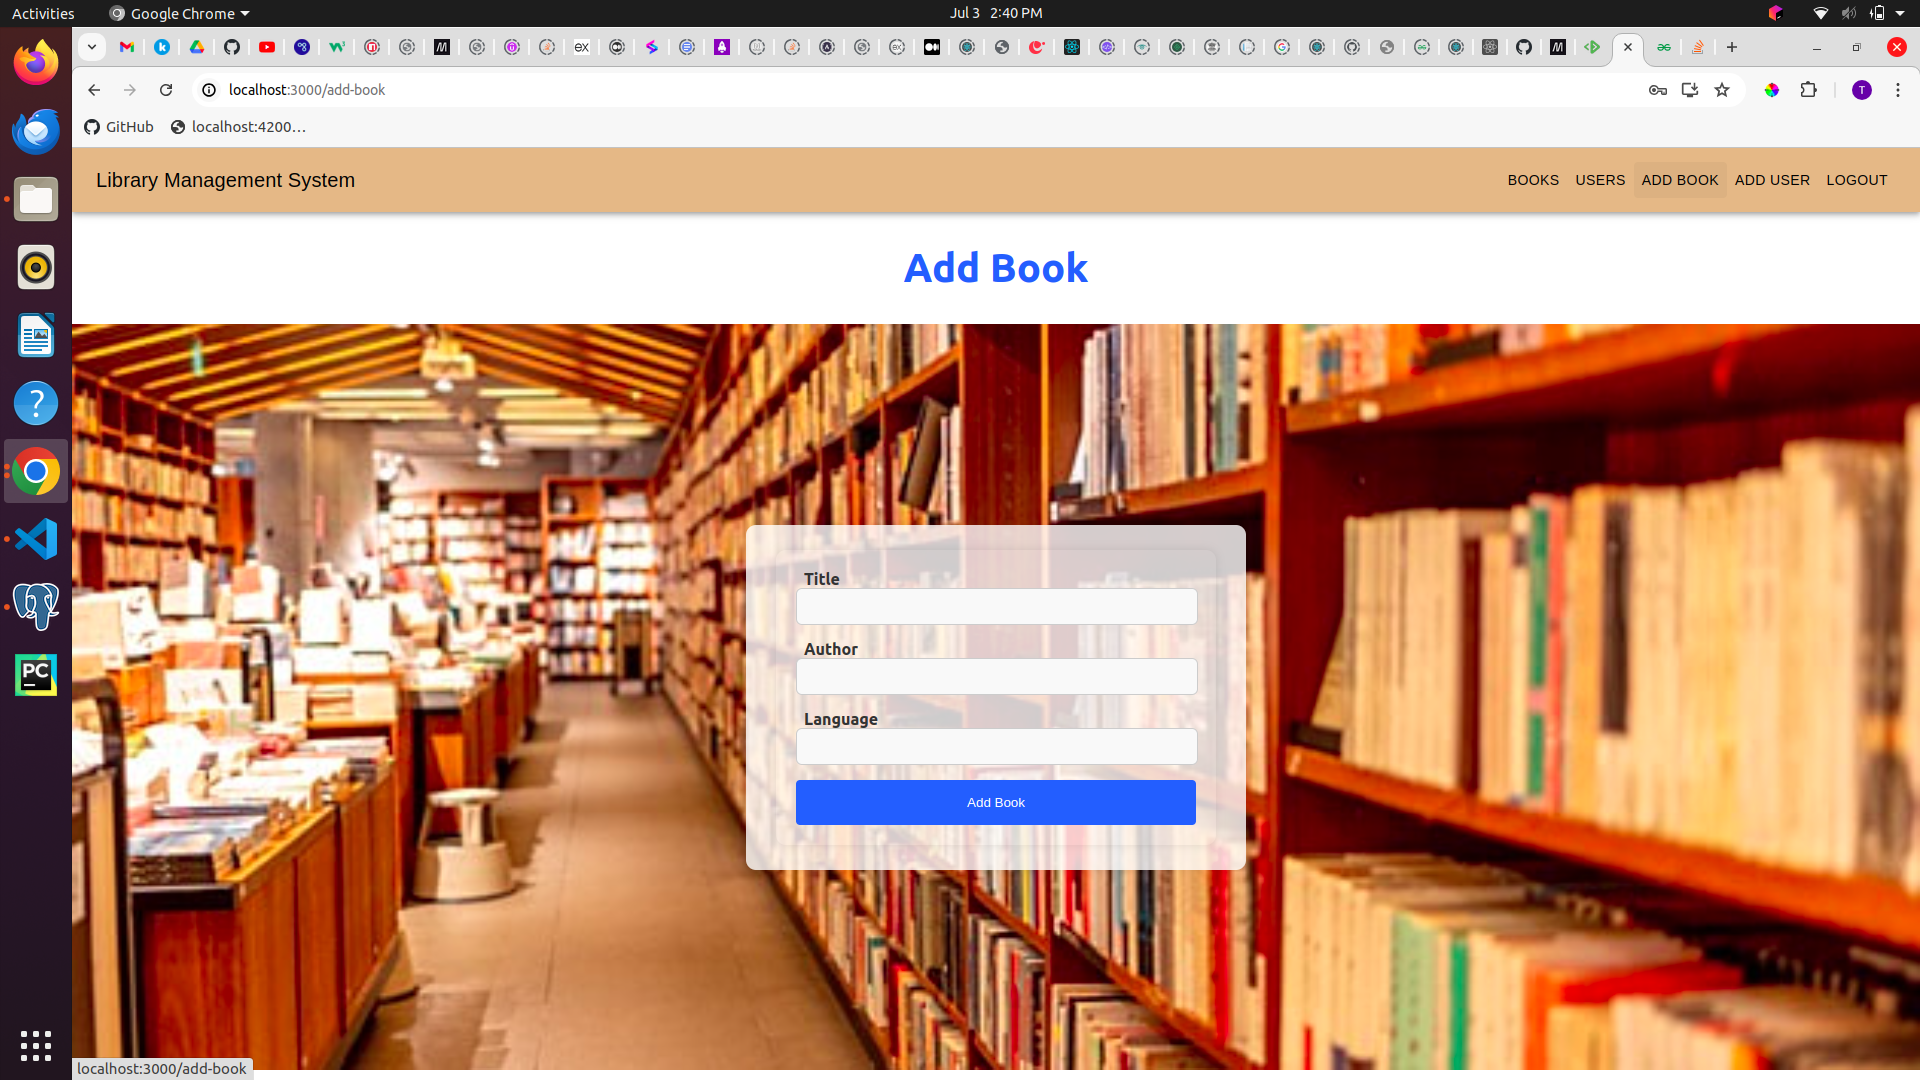 Activities
Google Chrome
Jul 3 2:40 PM
localhost:3000/add-book
T
GitHub
localhost:4200…
Library Management System
BOOKS
USERS
ADD BOOK
ADD USER
LOGOUT
Add Book
Title
Author
Language
Add Book
PC
localhost:3000/add-book